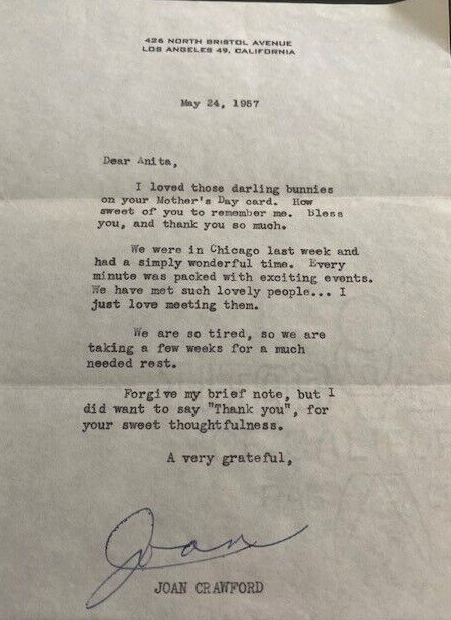 426 NORTH BRISTOL AVENUE
LOS ANGELES 49, CALIFORNIA
May 24, 1957
Dear Anita,
I loved those darling bunnies
on your Mother's Day card. How
sweet of you to remember me. Bless
you, and thank you so much.
We were in Chicago last week and
had a simply wonderful time. Every
minute was packed with exciting events.
We have met such lovely people... I
just love meeting them.
We are so tired, so we are
taking a few weeks for a much
needed rest.
Forgive my brief note, but I
did want to say "Thank you", for
your sweet thoughtfulness.
A very grateful,
Joan
JOAN CRAWFORD